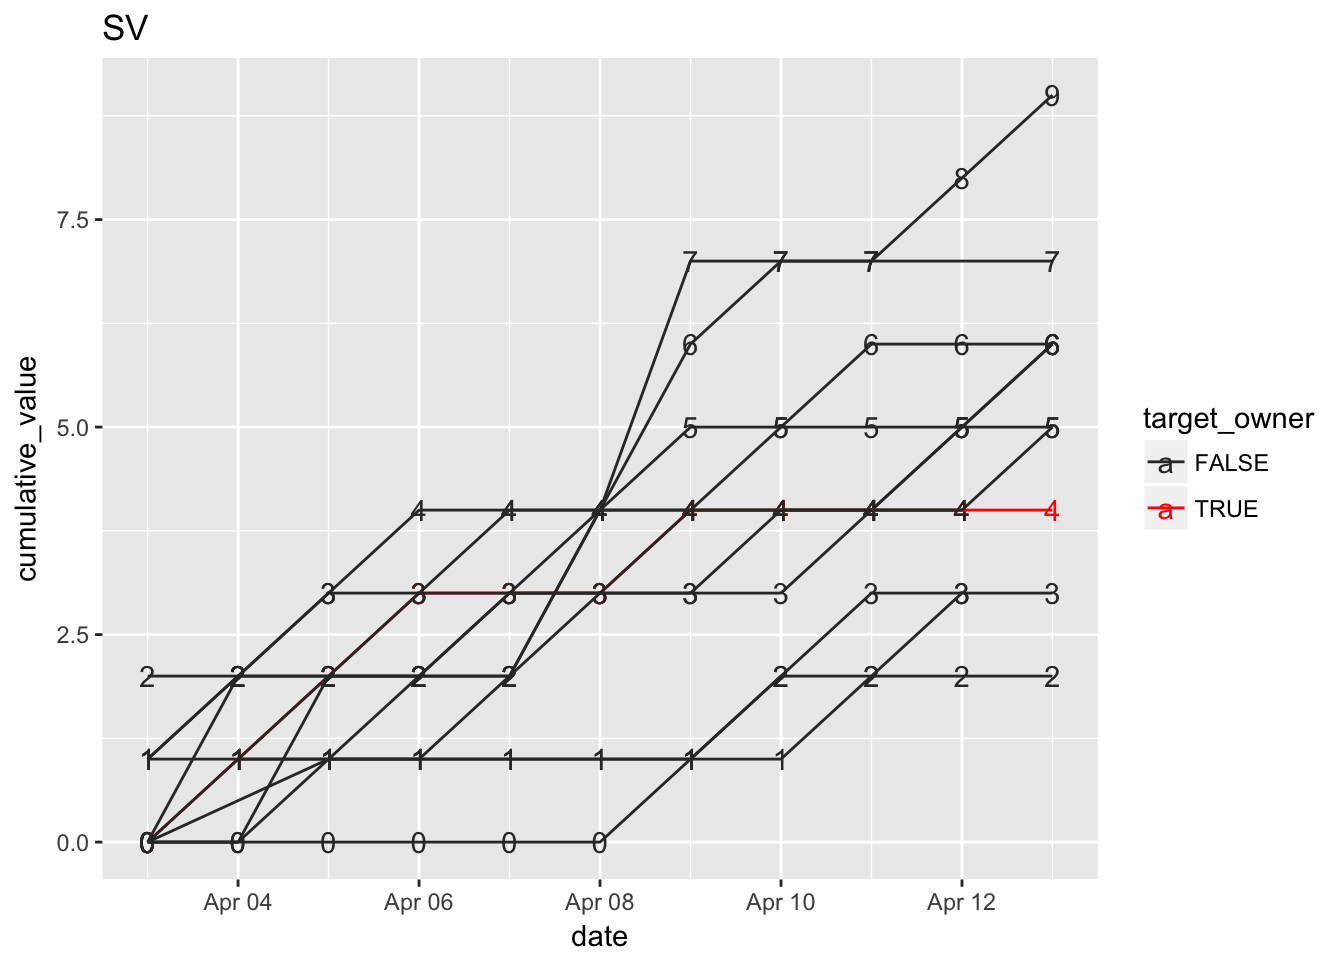 SV
9
8
7.5
7 7 7 7
6 6 6 6
5.0
5 5 5 5 5
4 4 4 4 4 4 4 4
3 3 3 3 3 3 3 3 3
2.5
2 2 2 2 2 2 2 2 2
1 1 1 1 1 1 1 1
0.0
0 0 0 0 0 0
Apr 04 Apr 06 Apr 08 Apr 10 Apr 12
date
cumulative_value
target_owner
a FALSE
a TRUE